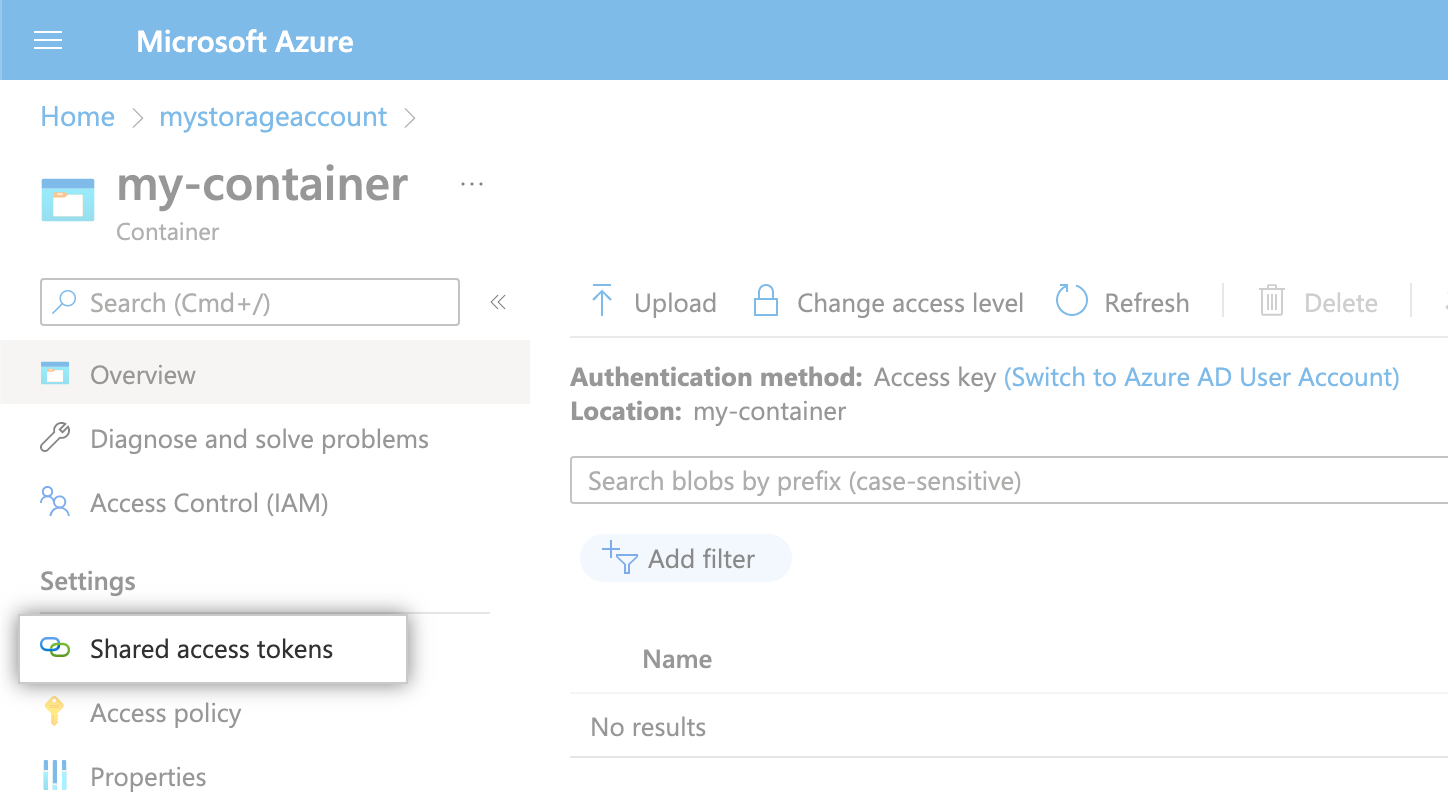 Microsoft Azure
Home > mystorageaccount >
my-container ...
Container
Search (Cmd+/)
«
Overview
Diagnose and solve problems
Access Control (IAM)
Settings
Shared access tokens
Access policy
Properties
Upload Change access level Refresh Delete
Authentication method: Access key (Switch to Azure AD User Account)
Location: my-container
Search blobs by prefix (case-sensitive)
Add filter
Name
No results